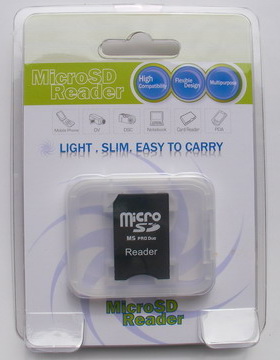 MicroSD
Reader
High
Compatibility
Flexible
Design
Multipurpose
Mobile Phone
DV
DSC
Notebook
Card Reader
PDA
LIGHT , SLIM, EASY TO CARRY
micro
SD
MS PRO Duo
Reader
MicroSD
Reader